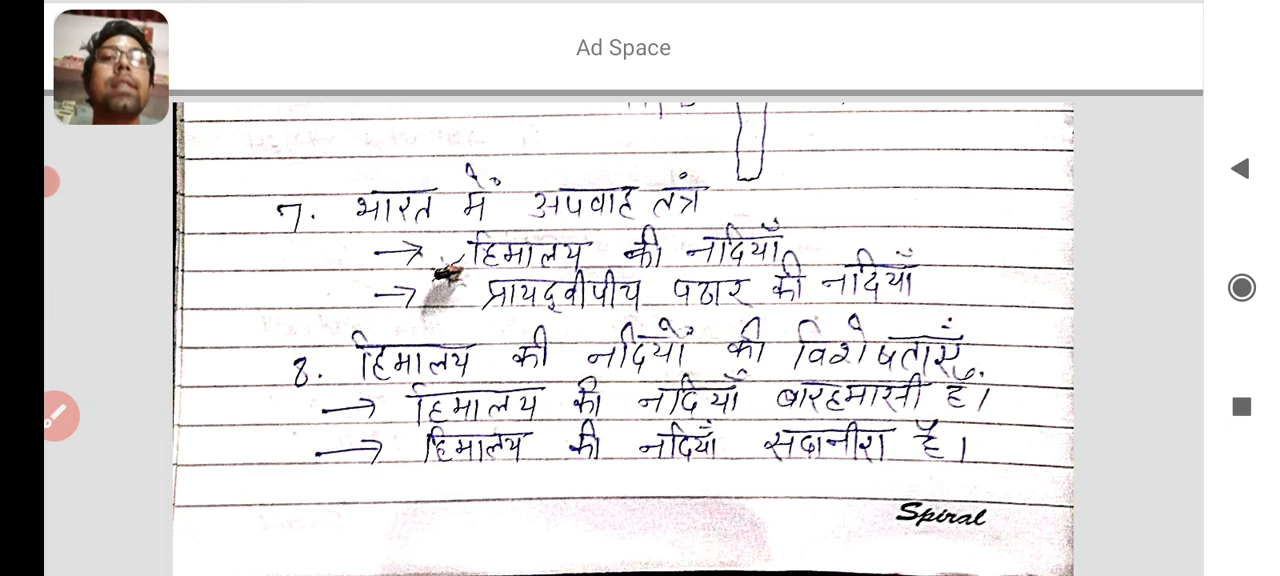 Ad Space
7. भारत में अपवाह तंत्र
→ हिमालय की नदियाँ
→ प्रायद्वीपीय पठार की नदियाँ
8. हिमालय की नदियों की विशेषताएँ.
→ हिमालय की नदियाँ बारहमासी है।
→ हिमालय की नदियाँ सदानीरा है।
Spiral